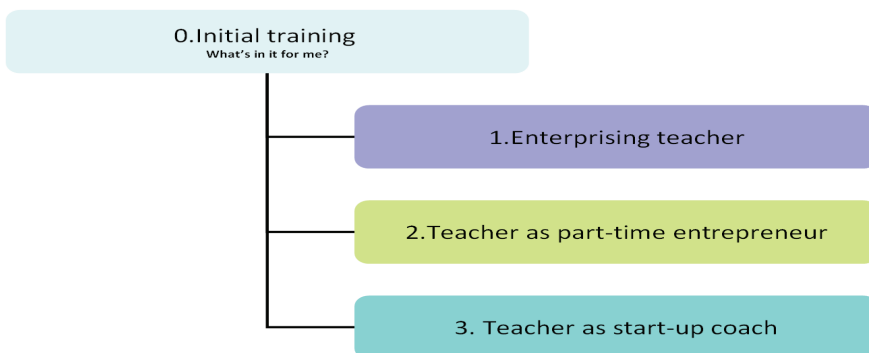 0.Initial training
What's in it for me?
1.Enterprising teacher
2.Teacher as part-time entrepreneur
3. Teacher as start-up coach